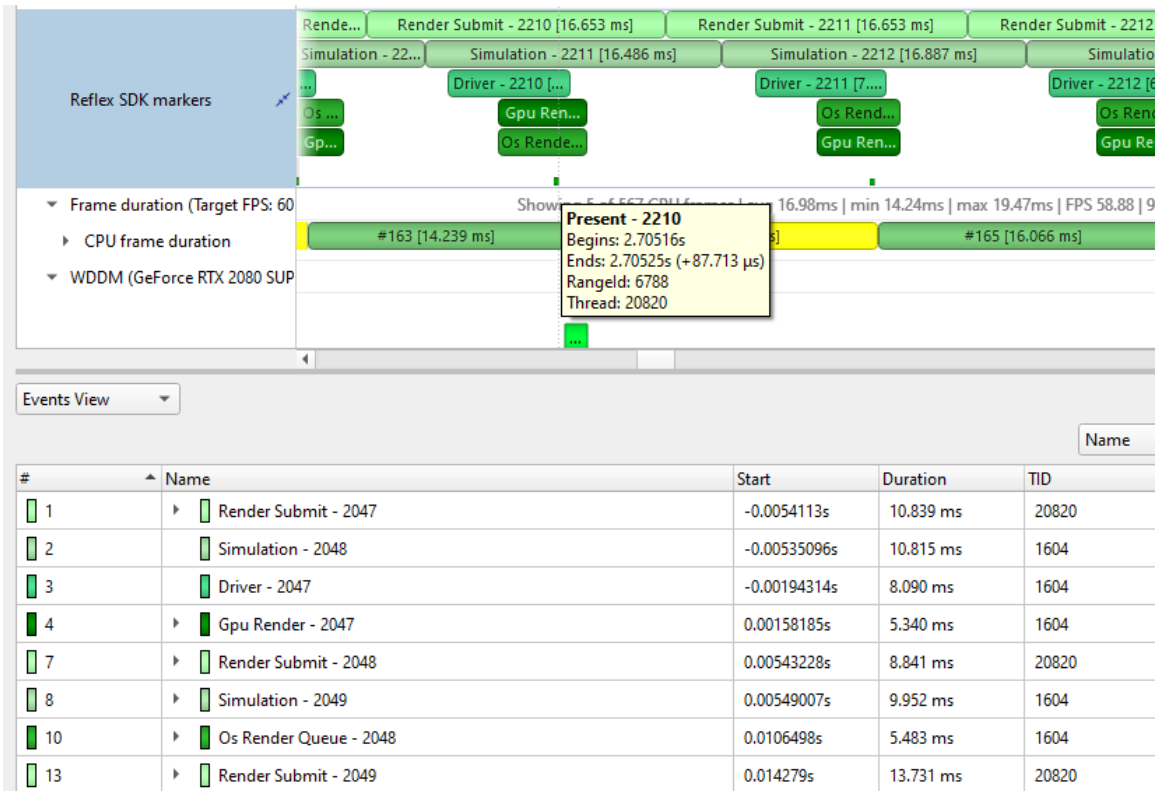 Rende... Render Submit - 2210 [16.653 ms] Render Submit - 2211 [16.653 ms] Render Submit - 2212
Simulation - 22... Simulation - 2211 [16.486 ms] Simulation - 2212 [16.887 ms] Simulatio
... Driver - 2210 [... Driver - 2211 [7.... Driver - 2212 [6
Reflex SDK markers
Os ... Gpu Ren... Os Rend... Os Rend
Gp... Os Rende... Gpu Ren... Gpu Re
Frame duration (Target FPS: 60 Showing 5 of 567 CPU frames | avg 16.98ms | min 14.24ms | max 19.47ms | FPS 58.88 | 9
CPU frame duration #163 [14.239 ms] s] #165 [16.066 ms]
WDDM (GeForce RTX 2080 SUP
Present - 2210
Begins: 2.70516s
Ends: 2.70525s (+87.713 μs)
RangeId: 6788
Thread: 20820
...
Events View
Name
# Name Start Duration TID
1 Render Submit - 2047 -0.0054113s 10.839 ms 20820
2 Simulation - 2048 -0.00535096s 10.815 ms 1604
3 Driver - 2047 -0.00194314s 8.090 ms 1604
4 Gpu Render - 2047 0.00158185s 5.340 ms 1604
7 Render Submit - 2048 0.00543228s 8.841 ms 20820
8 Simulation - 2049 0.00549007s 9.952 ms 1604
10 Os Render Queue - 2048 0.0106498s 5.483 ms 1604
13 Render Submit - 2049 0.014279s 13.731 ms 20820